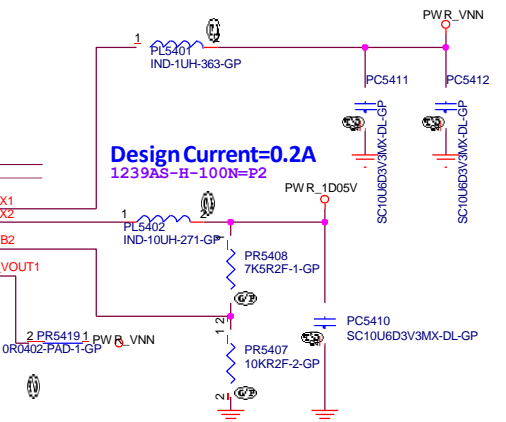 PWR_VNN
1
PL5401
IND-1UH-363-GP
PC5411
PC5412
SC10U6D3V3MX-DL-GP
SC10U6D3V3MX-DL-GP
Design Current=0.2A
1239AS-H-100N=P2
PWR_1D05V
X1
X2
1
PL5402
IND-10UH-271-GP
B2
PR5408
7K5R2F-1-GP
VOUT1
G/P
1 2
PC5410
SC10U6D3V3MX-DL-GP
2 PR5419 1 PWR_VNN
0R0402-PAD-1-GP
PR5407
10KR2F-2-GP
2
G/P